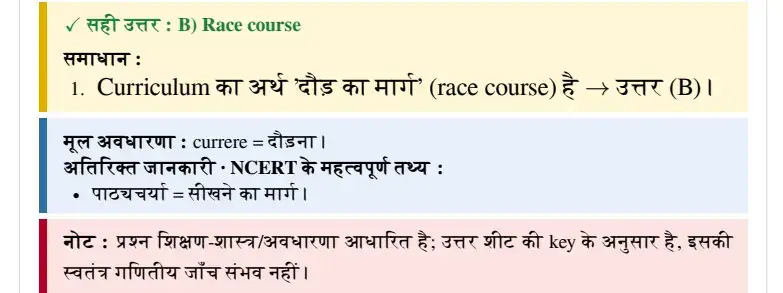 ✓ सही उत्तर : B) Race course
समाधान :
1. Curriculum का अर्थ ’दौड़ का मार्ग’ (race course) है → उत्तर (B)।
मूल अवधारणा : currere = दौडना।
अतिरिक्त जानकारी · NCERT के महत्वपूर्ण तथ्य :
• पाठ्यचर्या = सीखने का मार्ग।
नोट : प्रश्न शिक्षण-शास्त्र/अवधारणा आधारित है; उत्तर शीट की key के अनुसार है, इसकी
स्वतंत्र गणितीय जाँच संभव नहीं।